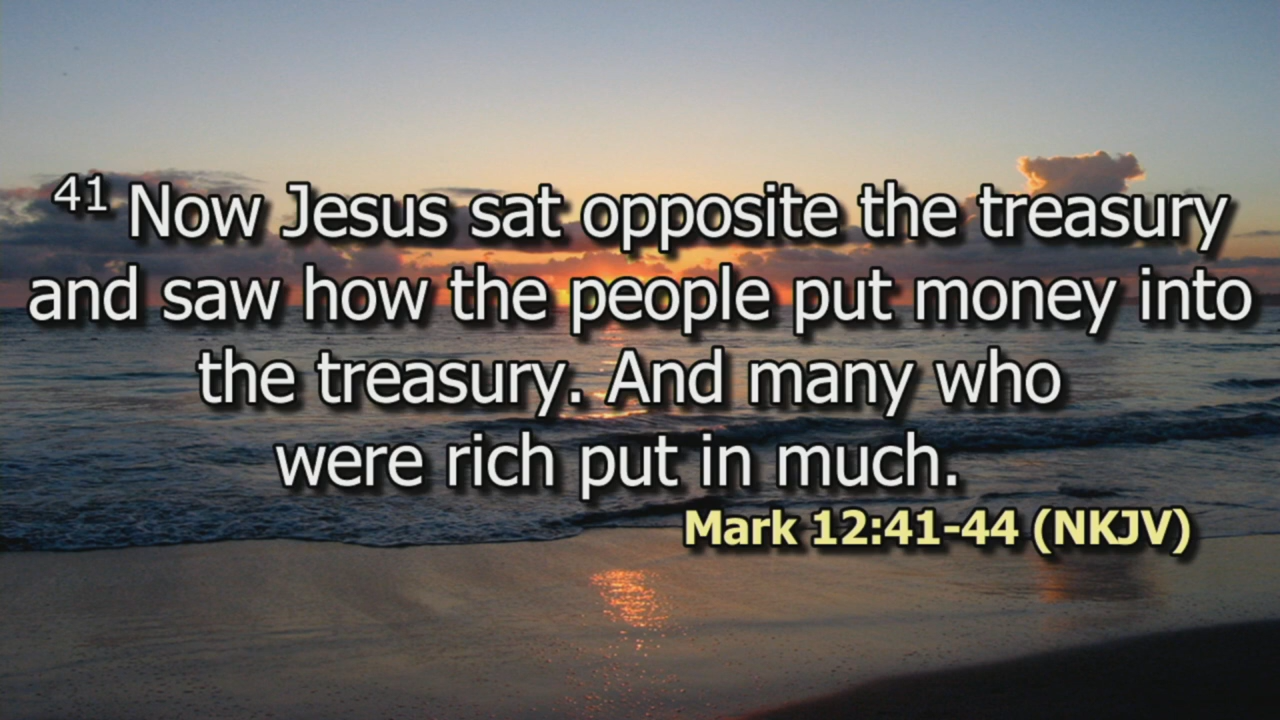 41 Now Jesus sat opposite the treasury
and saw how the people put money into
the treasury. And many who
were rich put in much.
Mark 12:41-44 (NKJV)